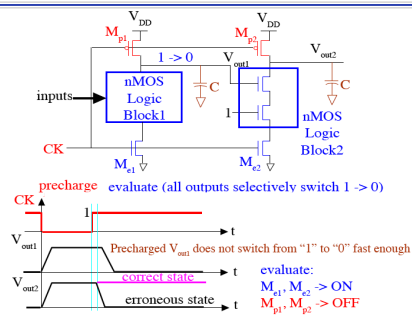 V_DD V_DD
M_p1 M_p2
1 -> 0 V_out1 V_out2
nMOS
Logic
Block1
C C
inputs
1
nMOS
Logic
Block2
CK
M_e1 M_e2
precharge evaluate (all outputs selectively switch 1 -> 0)
CK
1
t
V_out1
Precharged V_out1 does not switch from "1" to "0" fast enough
t
V_out2
correct state
erroneous state
t
evaluate:
M_e1, M_e2 -> ON
M_p1, M_p2 -> OFF